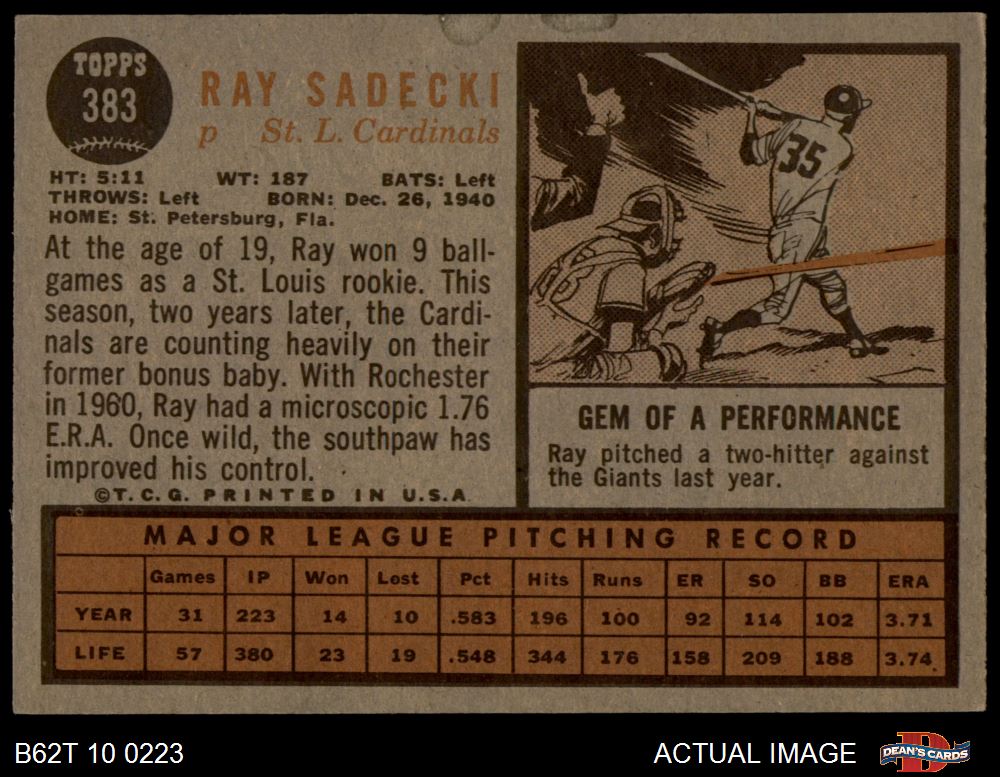 TOPPS
383
RAY SADECKI
p St. L. Cardinals
HT: 5:11 WT: 187 BATS: Left
THROWS: Left BORN: Dec. 26, 1940
HOME: St. Petersburg, Fla.
At the age of 19, Ray won 9 ball-
games as a St. Louis rookie. This
season, two years later, the Cardi-
nals are counting heavily on their
former bonus baby. With Rochester
in 1960, Ray had a microscopic 1.76
E.R.A. Once wild, the southpaw has
improved his control.
©T.C.G. PRINTED IN U.S.A.
35
GEM OF A PERFORMANCE
Ray pitched a two-hitter against
the Giants last year.
MAJOR LEAGUE PITCHING RECORD
Games IP Won Lost Pct Hits Runs ER SO BB ERA
YEAR 31 223 14 10 .583 196 100 92 114 102 3.71
LIFE 57 380 23 19 .548 344 176 158 209 188 3.74
B62T 10 0223
ACTUAL IMAGE
DEAN'S CARDS